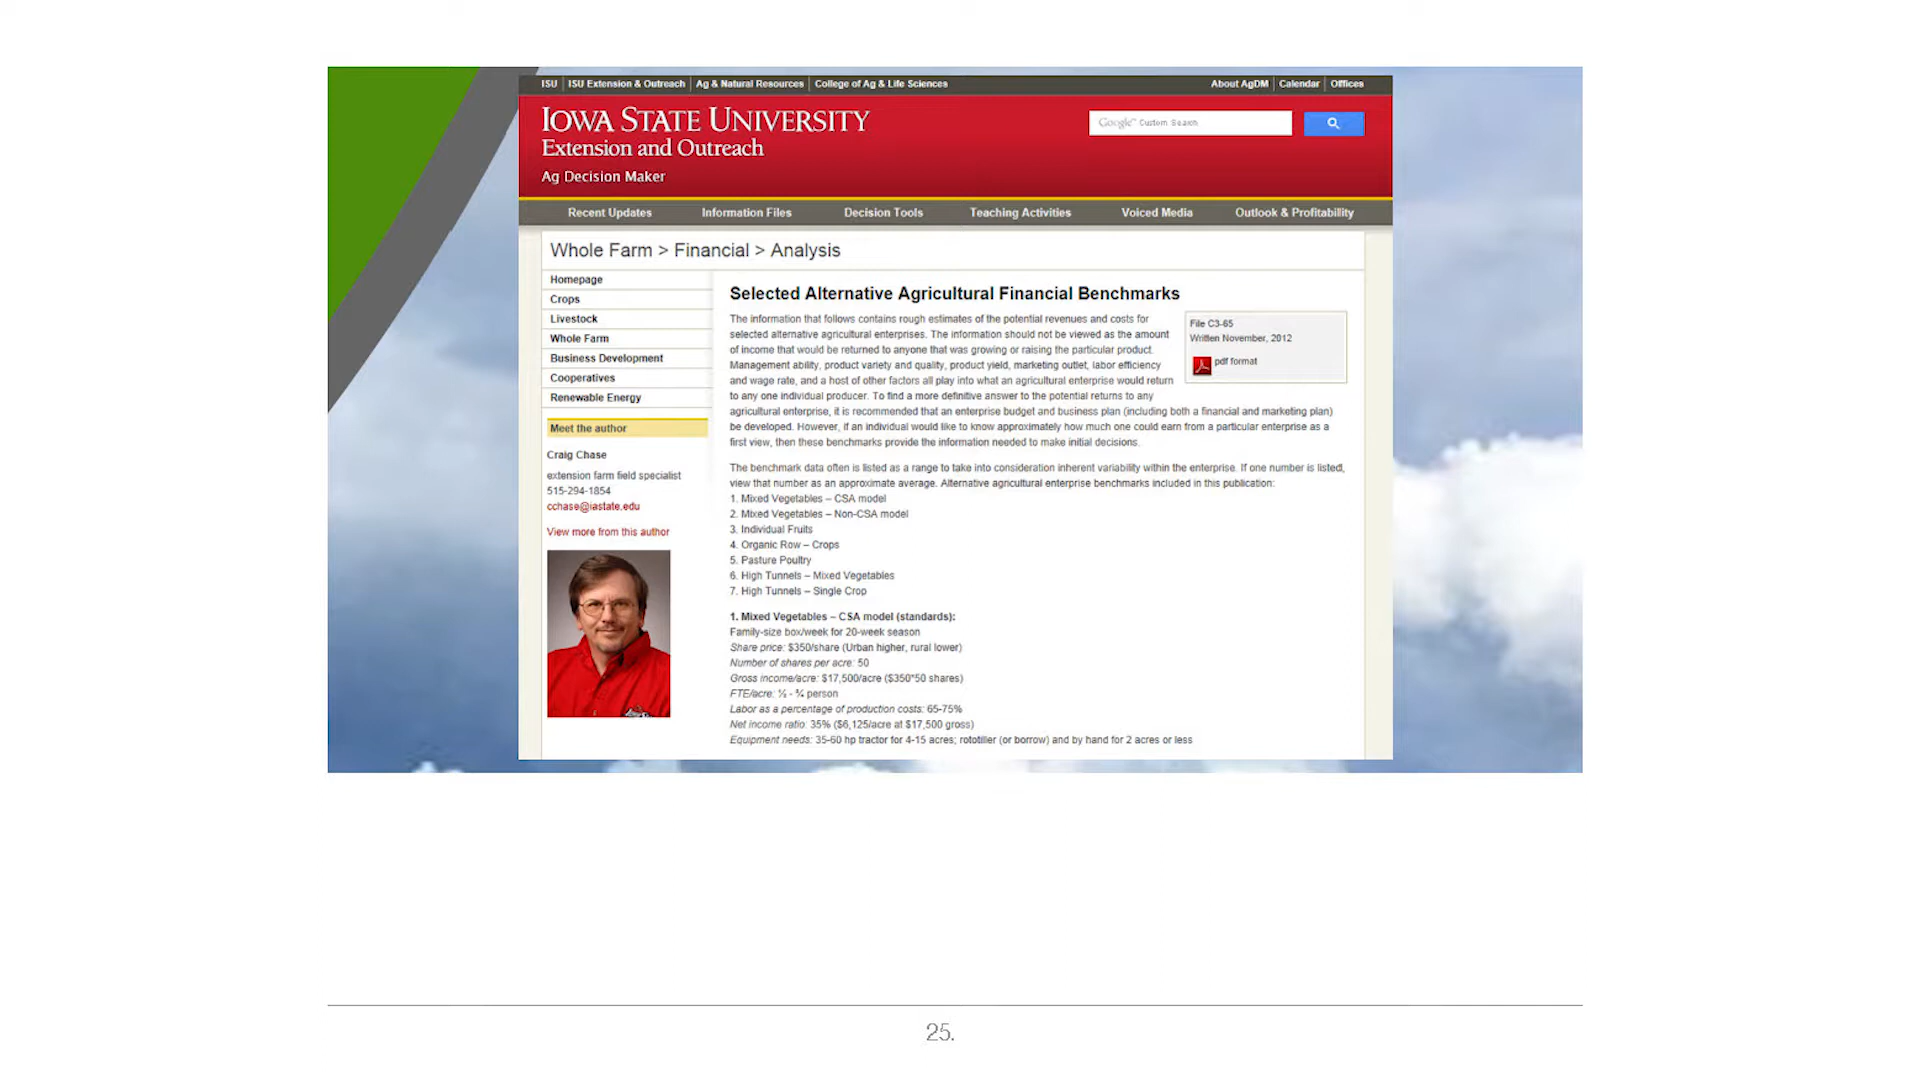 ISU | ISU Extension & Outreach | Ag & Natural Resources | College of Ag & Life Sciences
About AgDM | Calendar | Offices
IOWA STATE UNIVERSITY
Extension and Outreach
Ag Decision Maker
Google™ Custom Search
Recent Updates
Information Files
Decision Tools
Teaching Activities
Voiced Media
Outlook & Profitability
Whole Farm > Financial > Analysis
Homepage
Crops
Livestock
Whole Farm
Business Development
Cooperatives
Renewable Energy
Meet the author
Craig Chase
extension farm field specialist
515-294-1854
cchase@iastate.edu
View more from this author
Selected Alternative Agricultural Financial Benchmarks
The information that follows contains rough estimates of the potential revenues and costs for
selected alternative agricultural enterprises. The information should not be viewed as the amount
of income that would be returned to anyone that was growing or raising the particular product.
Management ability, product variety and quality, product yield, marketing outlet, labor efficiency
and wage rate, and a host of other factors all play into what an agricultural enterprise would return
to any one individual producer. To find a more definitive answer to the potential returns to any
agricultural enterprise, it is recommended that an enterprise budget and business plan (including both a financial and marketing plan)
be developed. However, if an individual would like to know approximately how much one could earn from a particular enterprise as a
first view, then these benchmarks provide the information needed to make initial decisions.
File C3-65
Written November, 2012
pdf format
The benchmark data often is listed as a range to take into consideration inherent variability within the enterprise. If one number is listed,
view that number as an approximate average. Alternative agricultural enterprise benchmarks included in this publication:
1. Mixed Vegetables – CSA model
2. Mixed Vegetables – Non-CSA model
3. Individual Fruits
4. Organic Row – Crops
5. Pasture Poultry
6. High Tunnels – Mixed Vegetables
7. High Tunnels – Single Crop
1. Mixed Vegetables – CSA model (standards):
Family-size box/week for 20-week season
Share price: $350/share (Urban higher, rural lower)
Number of shares per acre: 50
Gross income/acre: $17,500/acre ($350*50 shares)
FTE/acre: ½ - ¾ person
Labor as a percentage of production costs: 65-75%
Net income ratio: 35% ($6,125/acre at $17,500 gross)
Equipment needs: 35-60 hp tractor for 4-15 acres; rototiller (or borrow) and by hand for 2 acres or less
25.